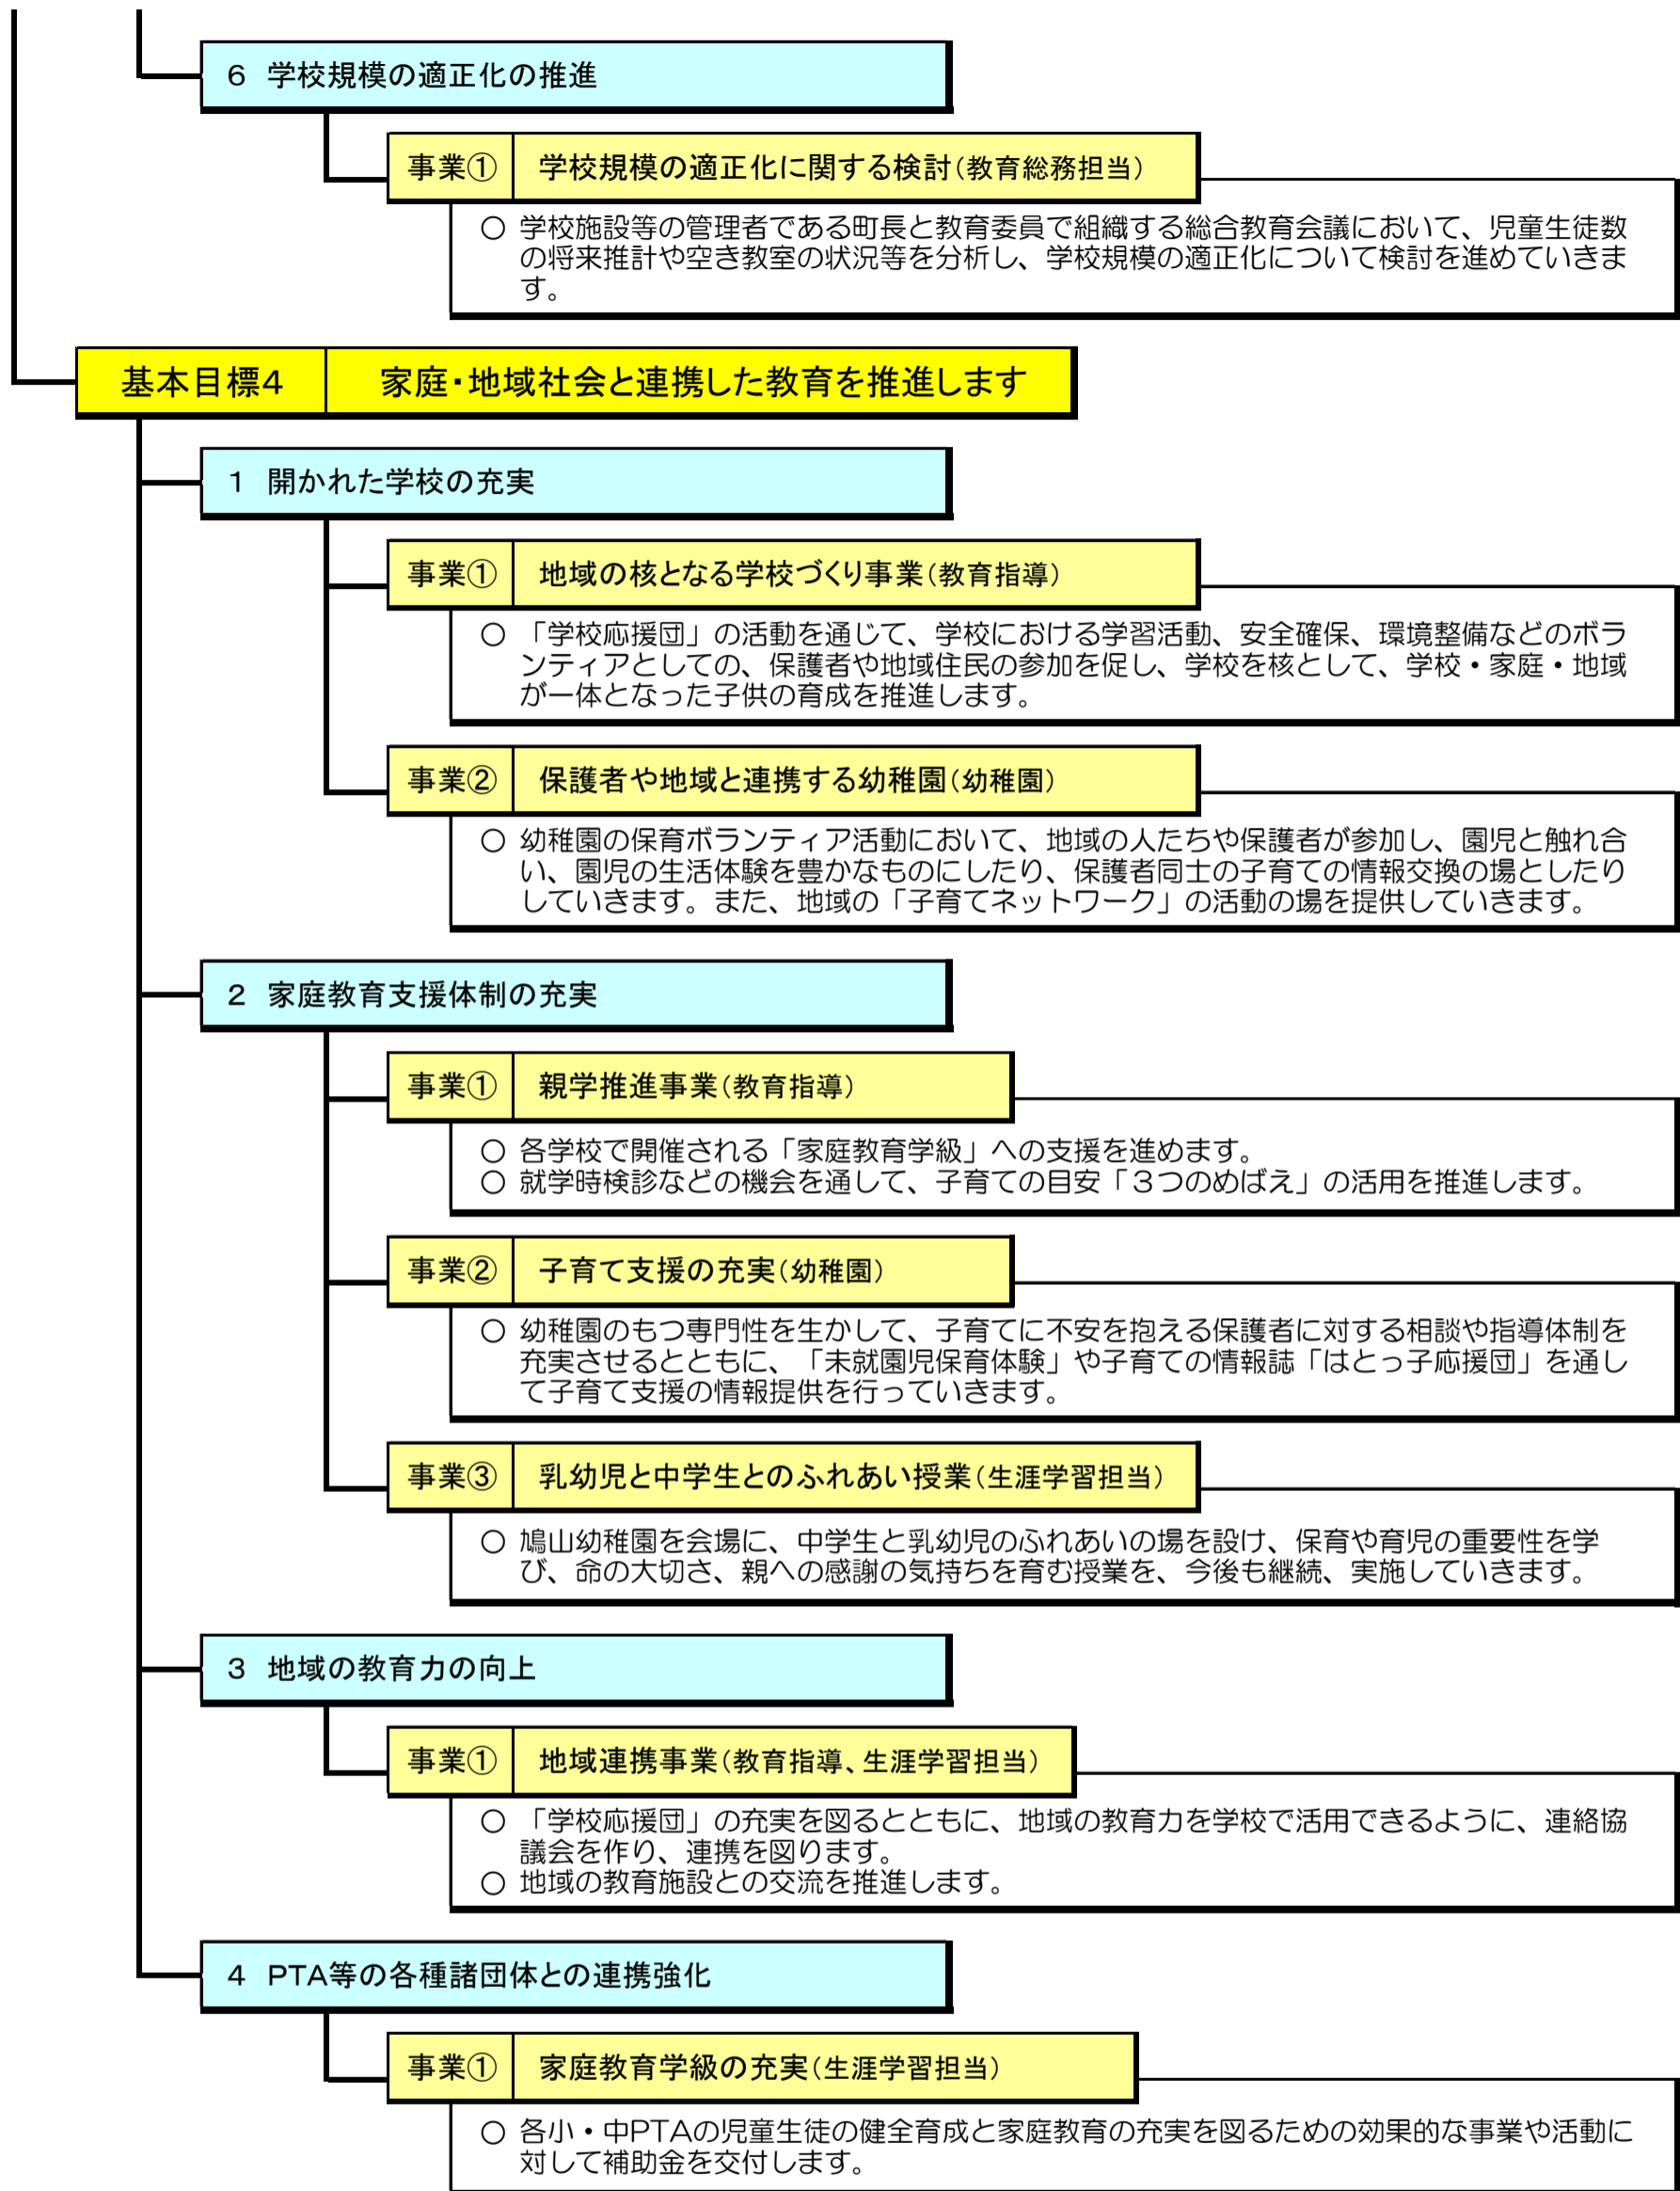 6 学校規模の適正化の推進
事業① 学校規模の適正化に関する検討(教育総務担当)
○ 学校施設等の管理者である町長と教育委員で組織する総合教育会議において、児童生徒数
の将来推計や空き教室の状況等を分析し、学校規模の適正化について検討を進めていきま
す。
基本目標4 家庭・地域社会と連携した教育を推進します
1 開かれた学校の充実
事業① 地域の核となる学校づくり事業(教育指導)
○ 「学校応援団」の活動を通じて、学校における学習活動、安全確保、環境整備などのボラ
ンティアとしての、保護者や地域住民の参加を促し、学校を核として、学校・家庭・地域
が一体となった子供の育成を推進します。
事業② 保護者や地域と連携する幼稚園(幼稚園)
○ 幼稚園の保育ボランティア活動において、地域の人たちや保護者が参加し、園児と触れ合
い、園児の生活体験を豊かなものにしたり、保護者同士の子育ての情報交換の場としたり
していきます。また、地域の「子育てネットワーク」の活動の場を提供していきます。
2 家庭教育支援体制の充実
事業① 親学推進事業(教育指導)
○ 各学校で開催される「家庭教育学級」への支援を進めます。
○ 就学時検診などの機会を通して、子育ての目安「３つのめばえ」の活用を推進します。
事業② 子育て支援の充実(幼稚園)
○ 幼稚園のもつ専門性を生かして、子育てに不安を抱える保護者に対する相談や指導体制を
充実させるとともに、「未就園児保育体験」や子育ての情報誌「はとっ子応援団」を通し
て子育て支援の情報提供を行っていきます。
事業③ 乳幼児と中学生とのふれあい授業(生涯学習担当)
○ 鳩山幼稚園を会場に、中学生と乳幼児のふれあいの場を設け、保育や育児の重要性を学
び、命の大切さ、親への感謝の気持ちを育む授業を、今後も継続、実施していきます。
3 地域の教育力の向上
事業① 地域連携事業(教育指導、生涯学習担当)
○ 「学校応援団」の充実を図るとともに、地域の教育力を学校で活用できるように、連絡協
議会を作り、連携を図ります。
○ 地域の教育施設との交流を推進します。
4 PTA等の各種諸団体との連携強化
事業① 家庭教育学級の充実(生涯学習担当)
○ 各小・中PTAの児童生徒の健全育成と家庭教育の充実を図るための効果的な事業や活動に
対して補助金を交付します。